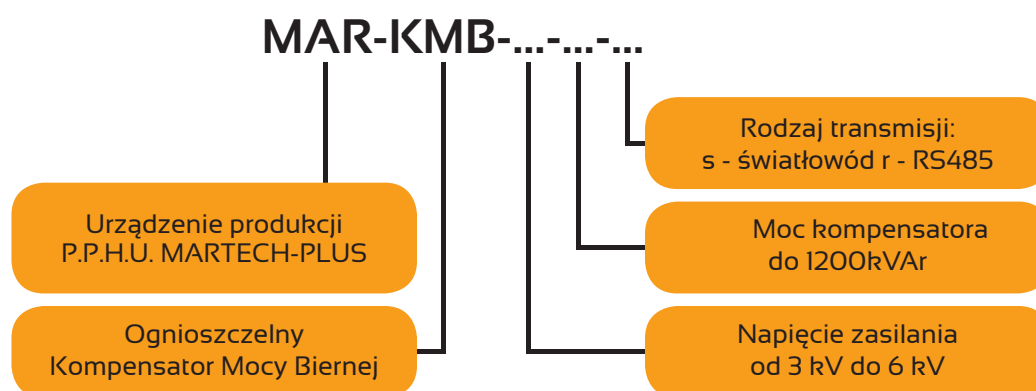 MAR-KMB-...-...-...
Rodzaj transmisji:
s - światłowód r - RS485
Urządzenie produkcji
P.P.H.U. MARTECH-PLUS
Moc kompensatora
do 1200kVAr
Ognioszczelny
Kompensator Mocy Biernej
Napięcie zasilania
od 3 kV do 6 kV